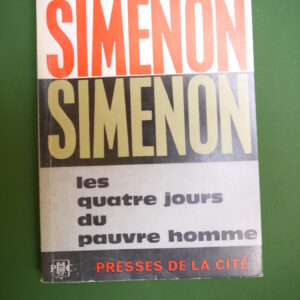 SIMENON
SIMENON
les
quatre jours
du
pauvre homme
P C
PRESSES DE LA CITÉ